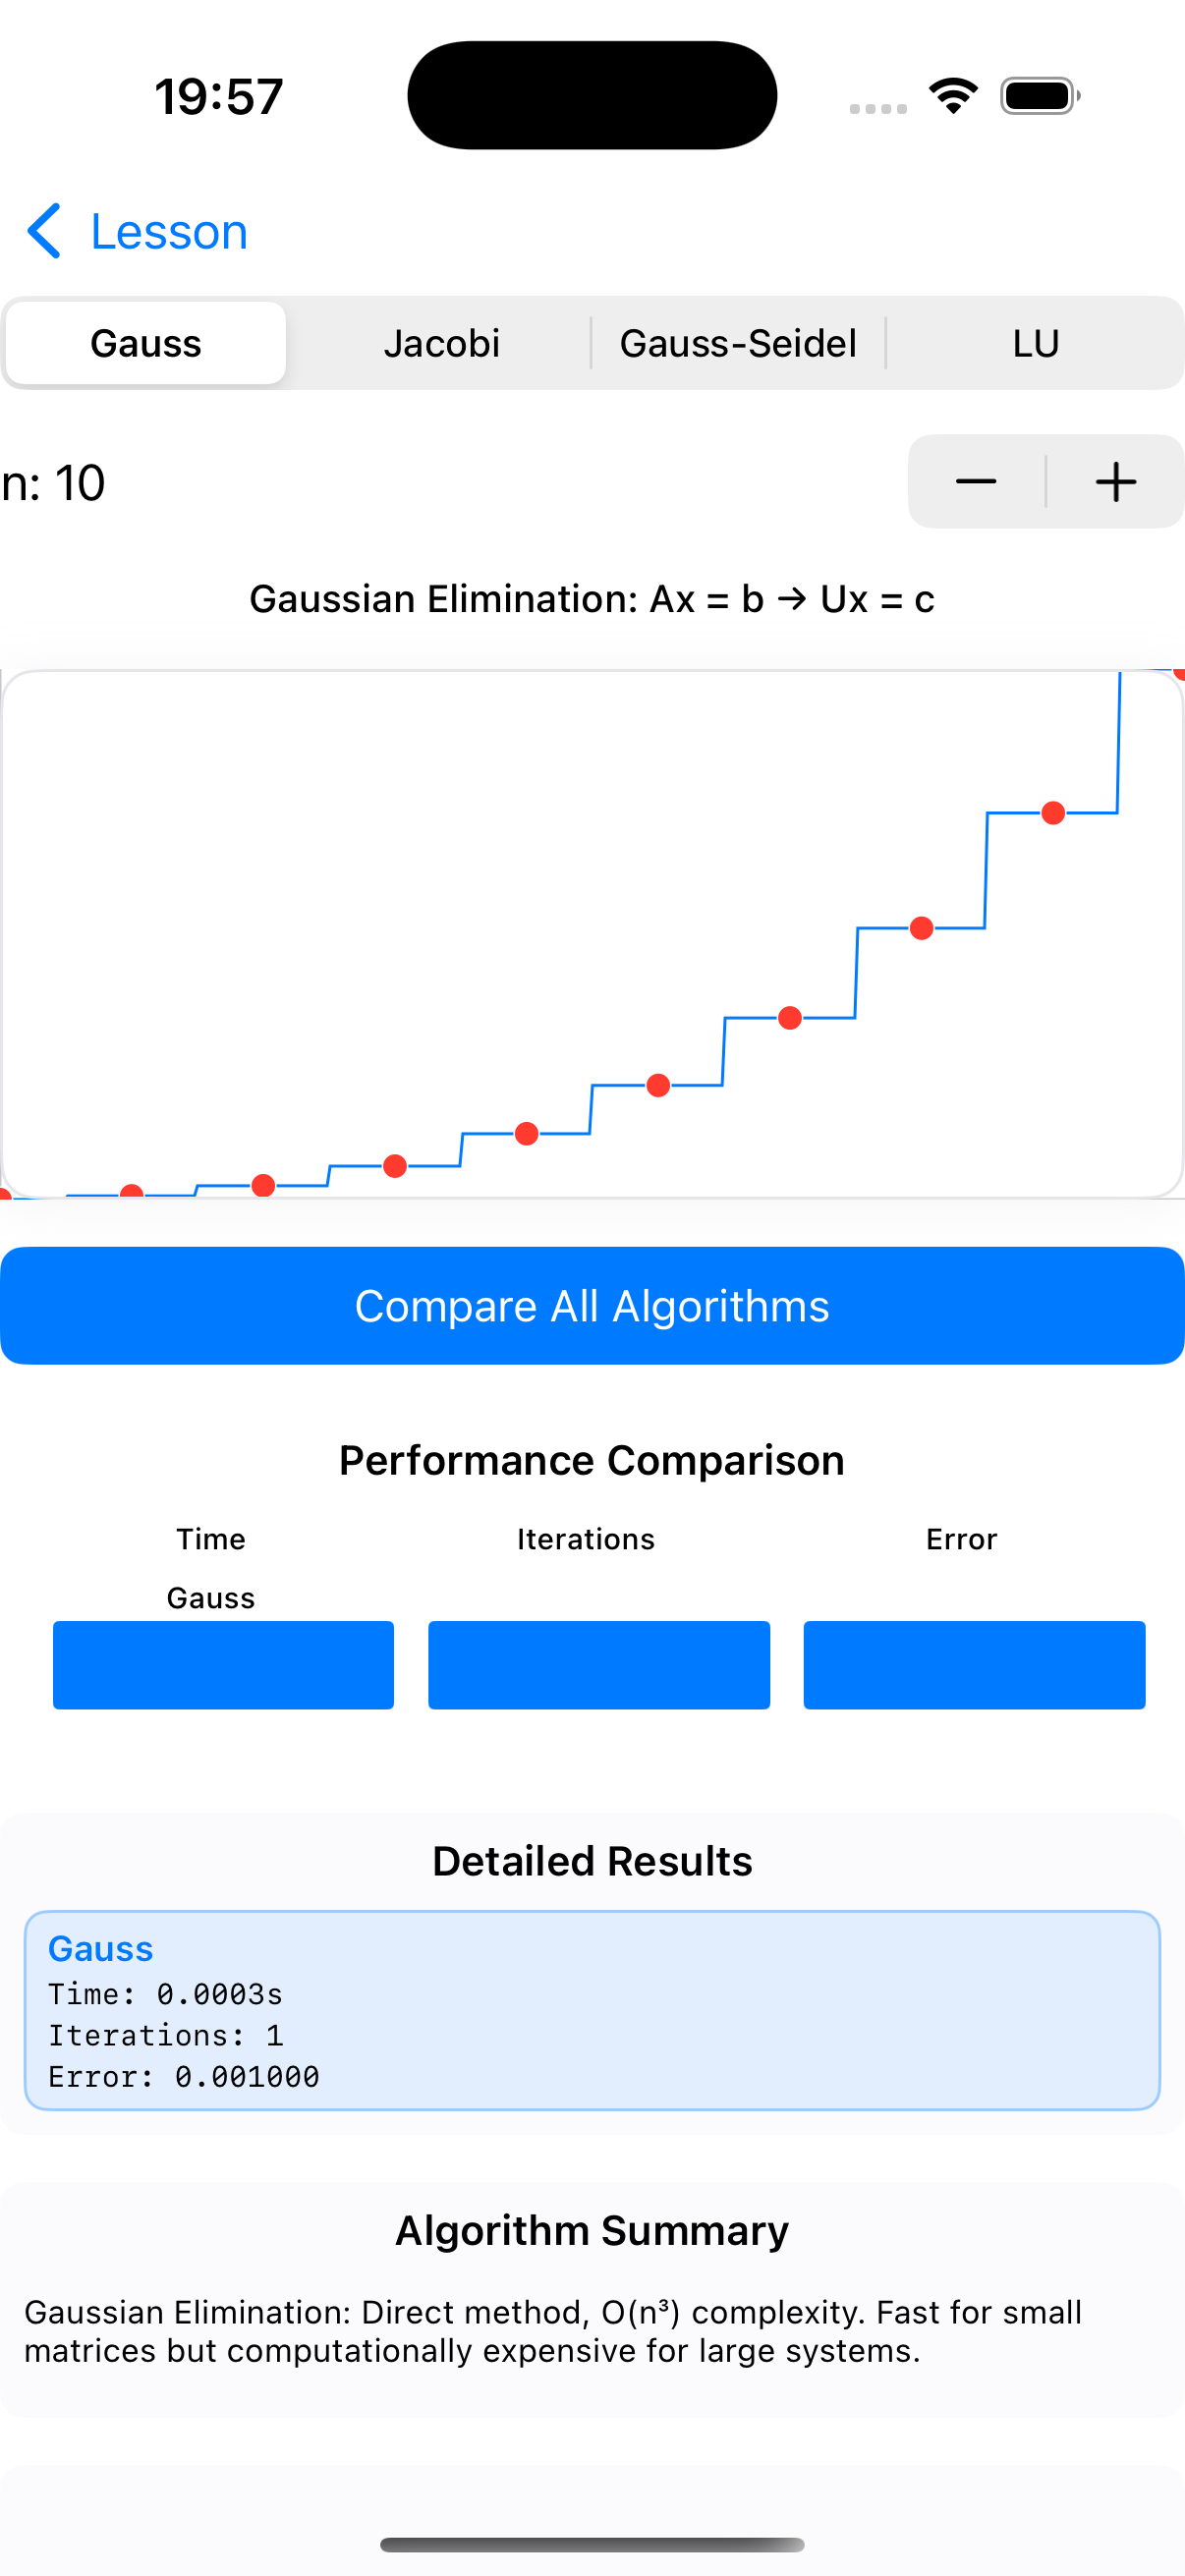 19:57
Lesson
Gauss Jacobi Gauss-Seidel LU
n: 10
Gaussian Elimination: Ax = b → Ux = c
Compare All Algorithms
Performance Comparison
Time Iterations Error
Gauss
Detailed Results
Gauss
Time: 0.0003s
Iterations: 1
Error: 0.001000
Algorithm Summary
Gaussian Elimination: Direct method, O(n³) complexity. Fast for small
matrices but computationally expensive for large systems.